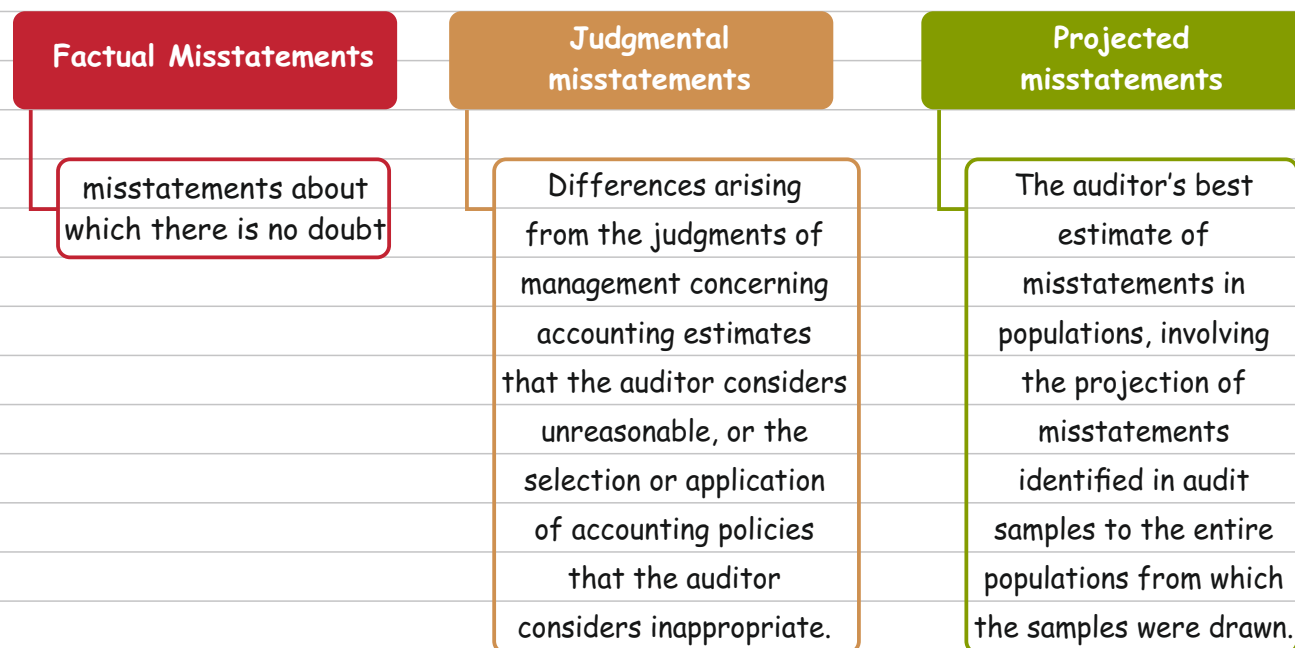 Factual Misstatements
misstatements about
which there is no doubt
Judgmental
misstatements
Differences arising
from the judgments of
management concerning
accounting estimates
that the auditor considers
unreasonable, or the
selection or application
of accounting policies
that the auditor
considers inappropriate.
Projected
misstatements
The auditor's best
estimate of
misstatements in
populations, involving
the projection of
misstatements
identified in audit
samples to the entire
populations from which
the samples were drawn.